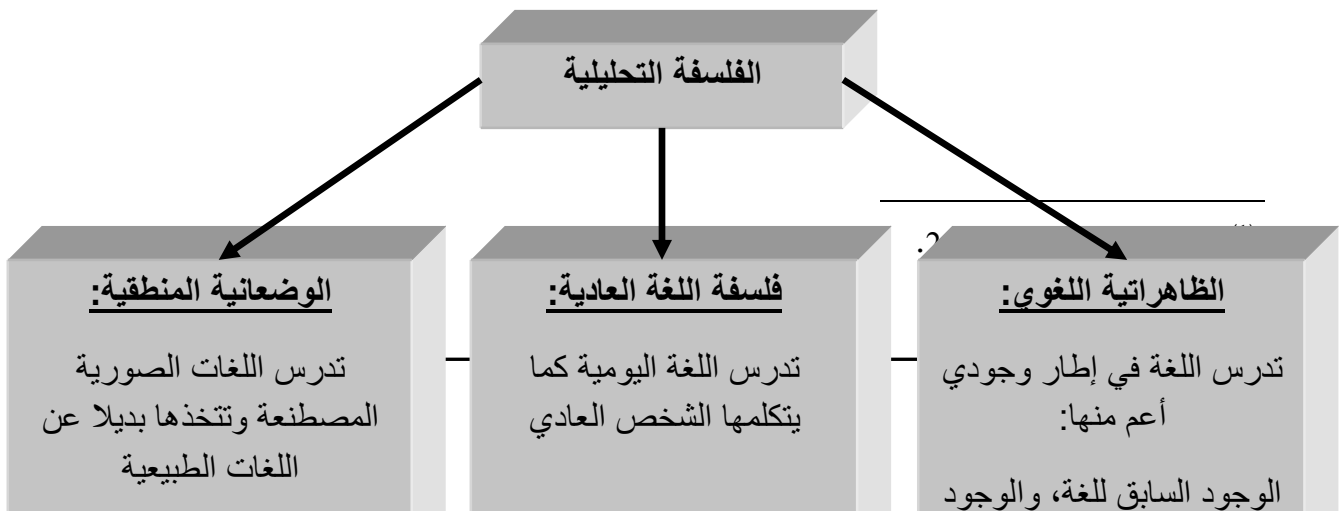 الفلسفة التحليلية
الظاهراتية اللغوي:
تدرس اللغة في إطار وجودي
أعم منها:
الوجود السابق للغة، والوجود
فلسفة اللغة العادية:
تدرس اللغة اليومية كما
يتكلمها الشخص العادي
الوضعانية المنطقية:
تدرس اللغات الصورية
المصطنعة وتتخذها بديلا عن
اللغات الطبيعية